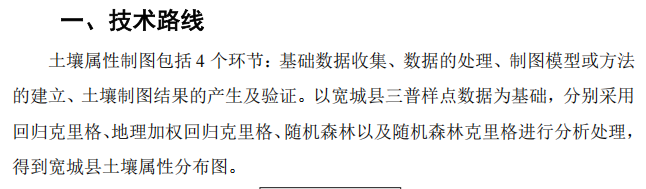 一、技术路线
土壤属性制图包括 4 个环节：基础数据收集、数据的处理、制图模型或方法
的建立、土壤制图结果的产生及验证。以宽城县三普样点数据为基础，分别采用
回归克里格、地理加权回归克里格、随机森林以及随机森林克里格进行分析处理，
得到宽城县土壤属性分布图。